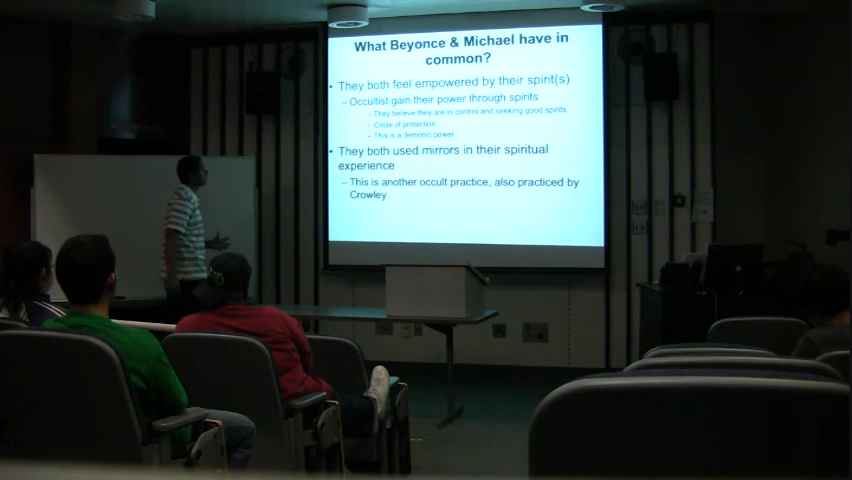 What Beyonce & Michael have in
common?
• They both feel empowered by their spirit(s)
– Occultist gain their power through spirits
– They believe they are in control and seeking good spirits
– Circle of protection
– This is a demonic power
• They both used mirrors in their spiritual
experience
– This is another occult practice, also practiced by
Crowley